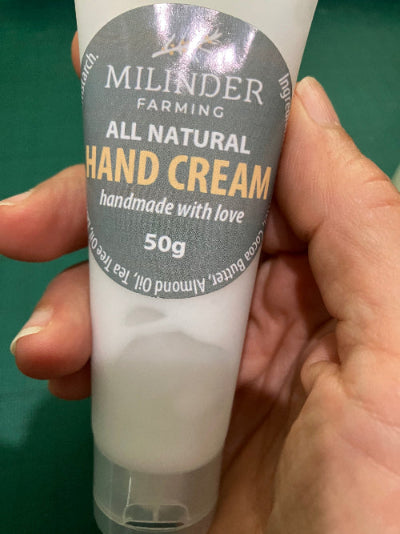 MILINDER
FARMING
ALL NATURAL
HAND CREAM
handmade with love
50g
Cocoa Butter, Almond Oil, Tea Tree Oil,